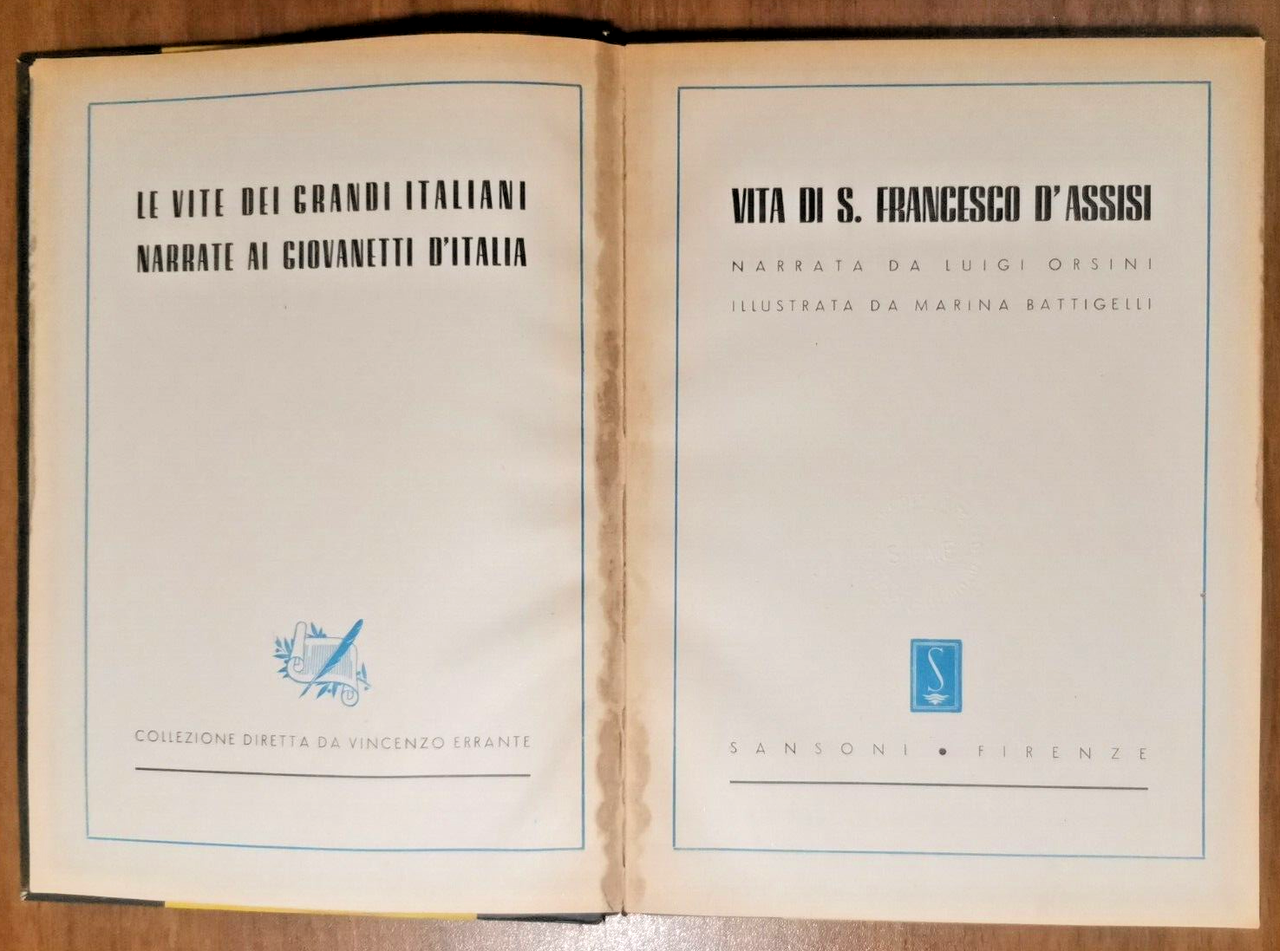 LE VITE DEI GRANDI ITALIANI
NARRATE AI GIOVANETTI D'ITALIA
COLLEZIONE DIRETTA DA VINCENZO ERRANTE
VITA DI S. FRANCESCO D'ASSISI
NARRATA DA LUIGI ORSINI
ILLUSTRATA DA MARINA BATTIGELLI
S
SANSONI • FIRENZE